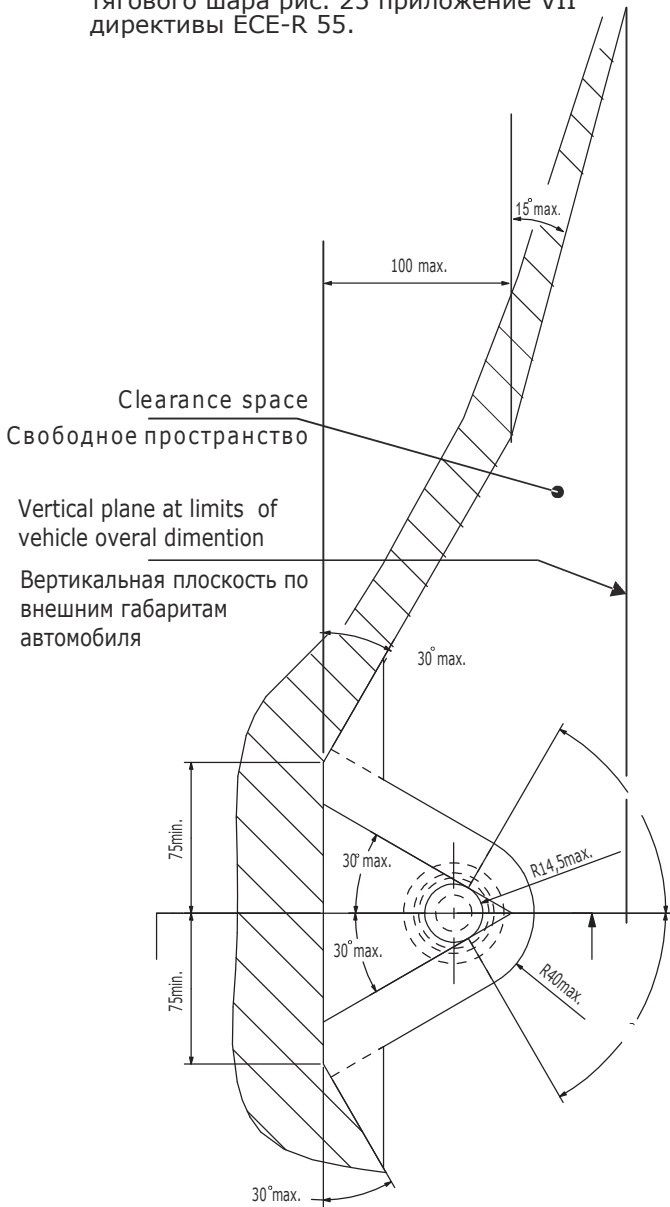 тягового шара рис. 25 приложение VII
директивы ECE-R 55.
15°max.
100 max.
Clearance space
Свободное пространство
Vertical plane at limits of
vehicle overal dimention
Вертикальная плоскость по
внешним габаритам
автомобиля
30°max.
75min.
30°max.
R14,5max.
30°max.
75min.
R40max.
30°max.